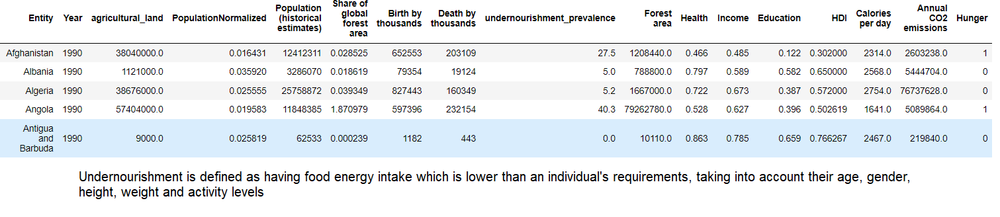 Entity Year agricultural_land PopulationNormalized Population (historical estimates) Share of global forest area Birth by thousands Death by thousands undernourishment_prevalence Forest area Health Income Education HDI Calories per day Annual CO2 emissions Hunger
Afghanistan 1990 38040000.0 0.016431 12412311 0.028525 652553 203109 27.5 1208440.0 0.466 0.485 0.122 0.302000 2314.0 2603238.0 1
Albania 1990 1121000.0 0.035920 3286070 0.018619 79354 19124 5.0 788800.0 0.797 0.589 0.582 0.650000 2568.0 5444704.0 0
Algeria 1990 38676000.0 0.025555 25758872 0.039349 827443 160349 5.2 1667000.0 0.722 0.673 0.387 0.572000 2754.0 76737628.0 0
Angola 1990 57404000.0 0.019583 11848385 1.870979 597396 232154 40.3 79262780.0 0.528 0.627 0.396 0.502619 1641.0 5089864.0 1
Antigua and Barbuda 1990 9000.0 0.025819 62533 0.000239 1182 443 0.0 10110.0 0.863 0.785 0.659 0.766267 2467.0 219840.0 0
Undernourishment is defined as having food energy intake which is lower than an individual's requirements, taking into account their age, gender,
height, weight and activity levels